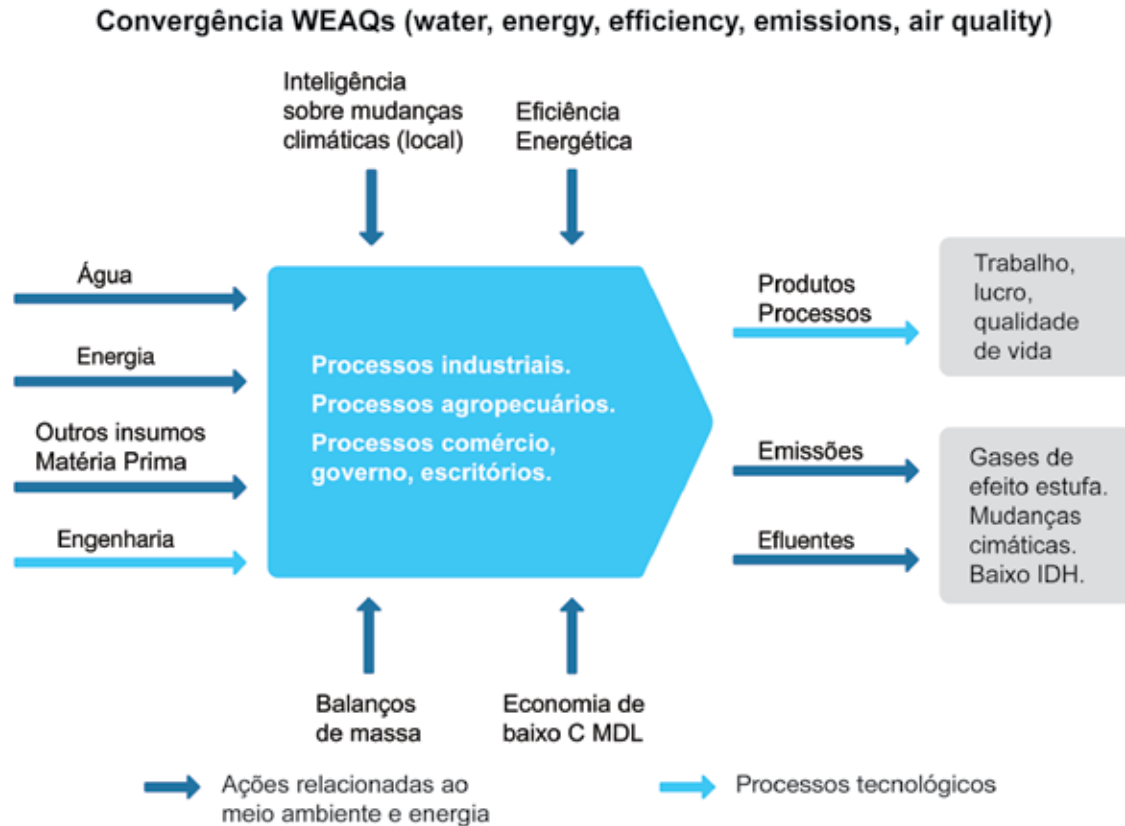 Convergência WEAQs (water, energy, efficiency, emissions, air quality)
Inteligência
sobre mudanças
climáticas (local)
Eficiência
Energética
Água
Energia
Outros insumos
Matéria Prima
Engenharia
Processos industriais.
Processos agropecuários.
Processos comércio,
governo, escritórios.
Produtos
Processos
Trabalho,
lucro,
qualidade
de vida
Emissões
Efluentes
Gases de
efeito estufa.
Mudanças
cimáticas.
Baixo IDH.
Balanços
de massa
Economia de
baixo C MDL
Ações relacionadas ao
meio ambiente e energia
Processos tecnológicos